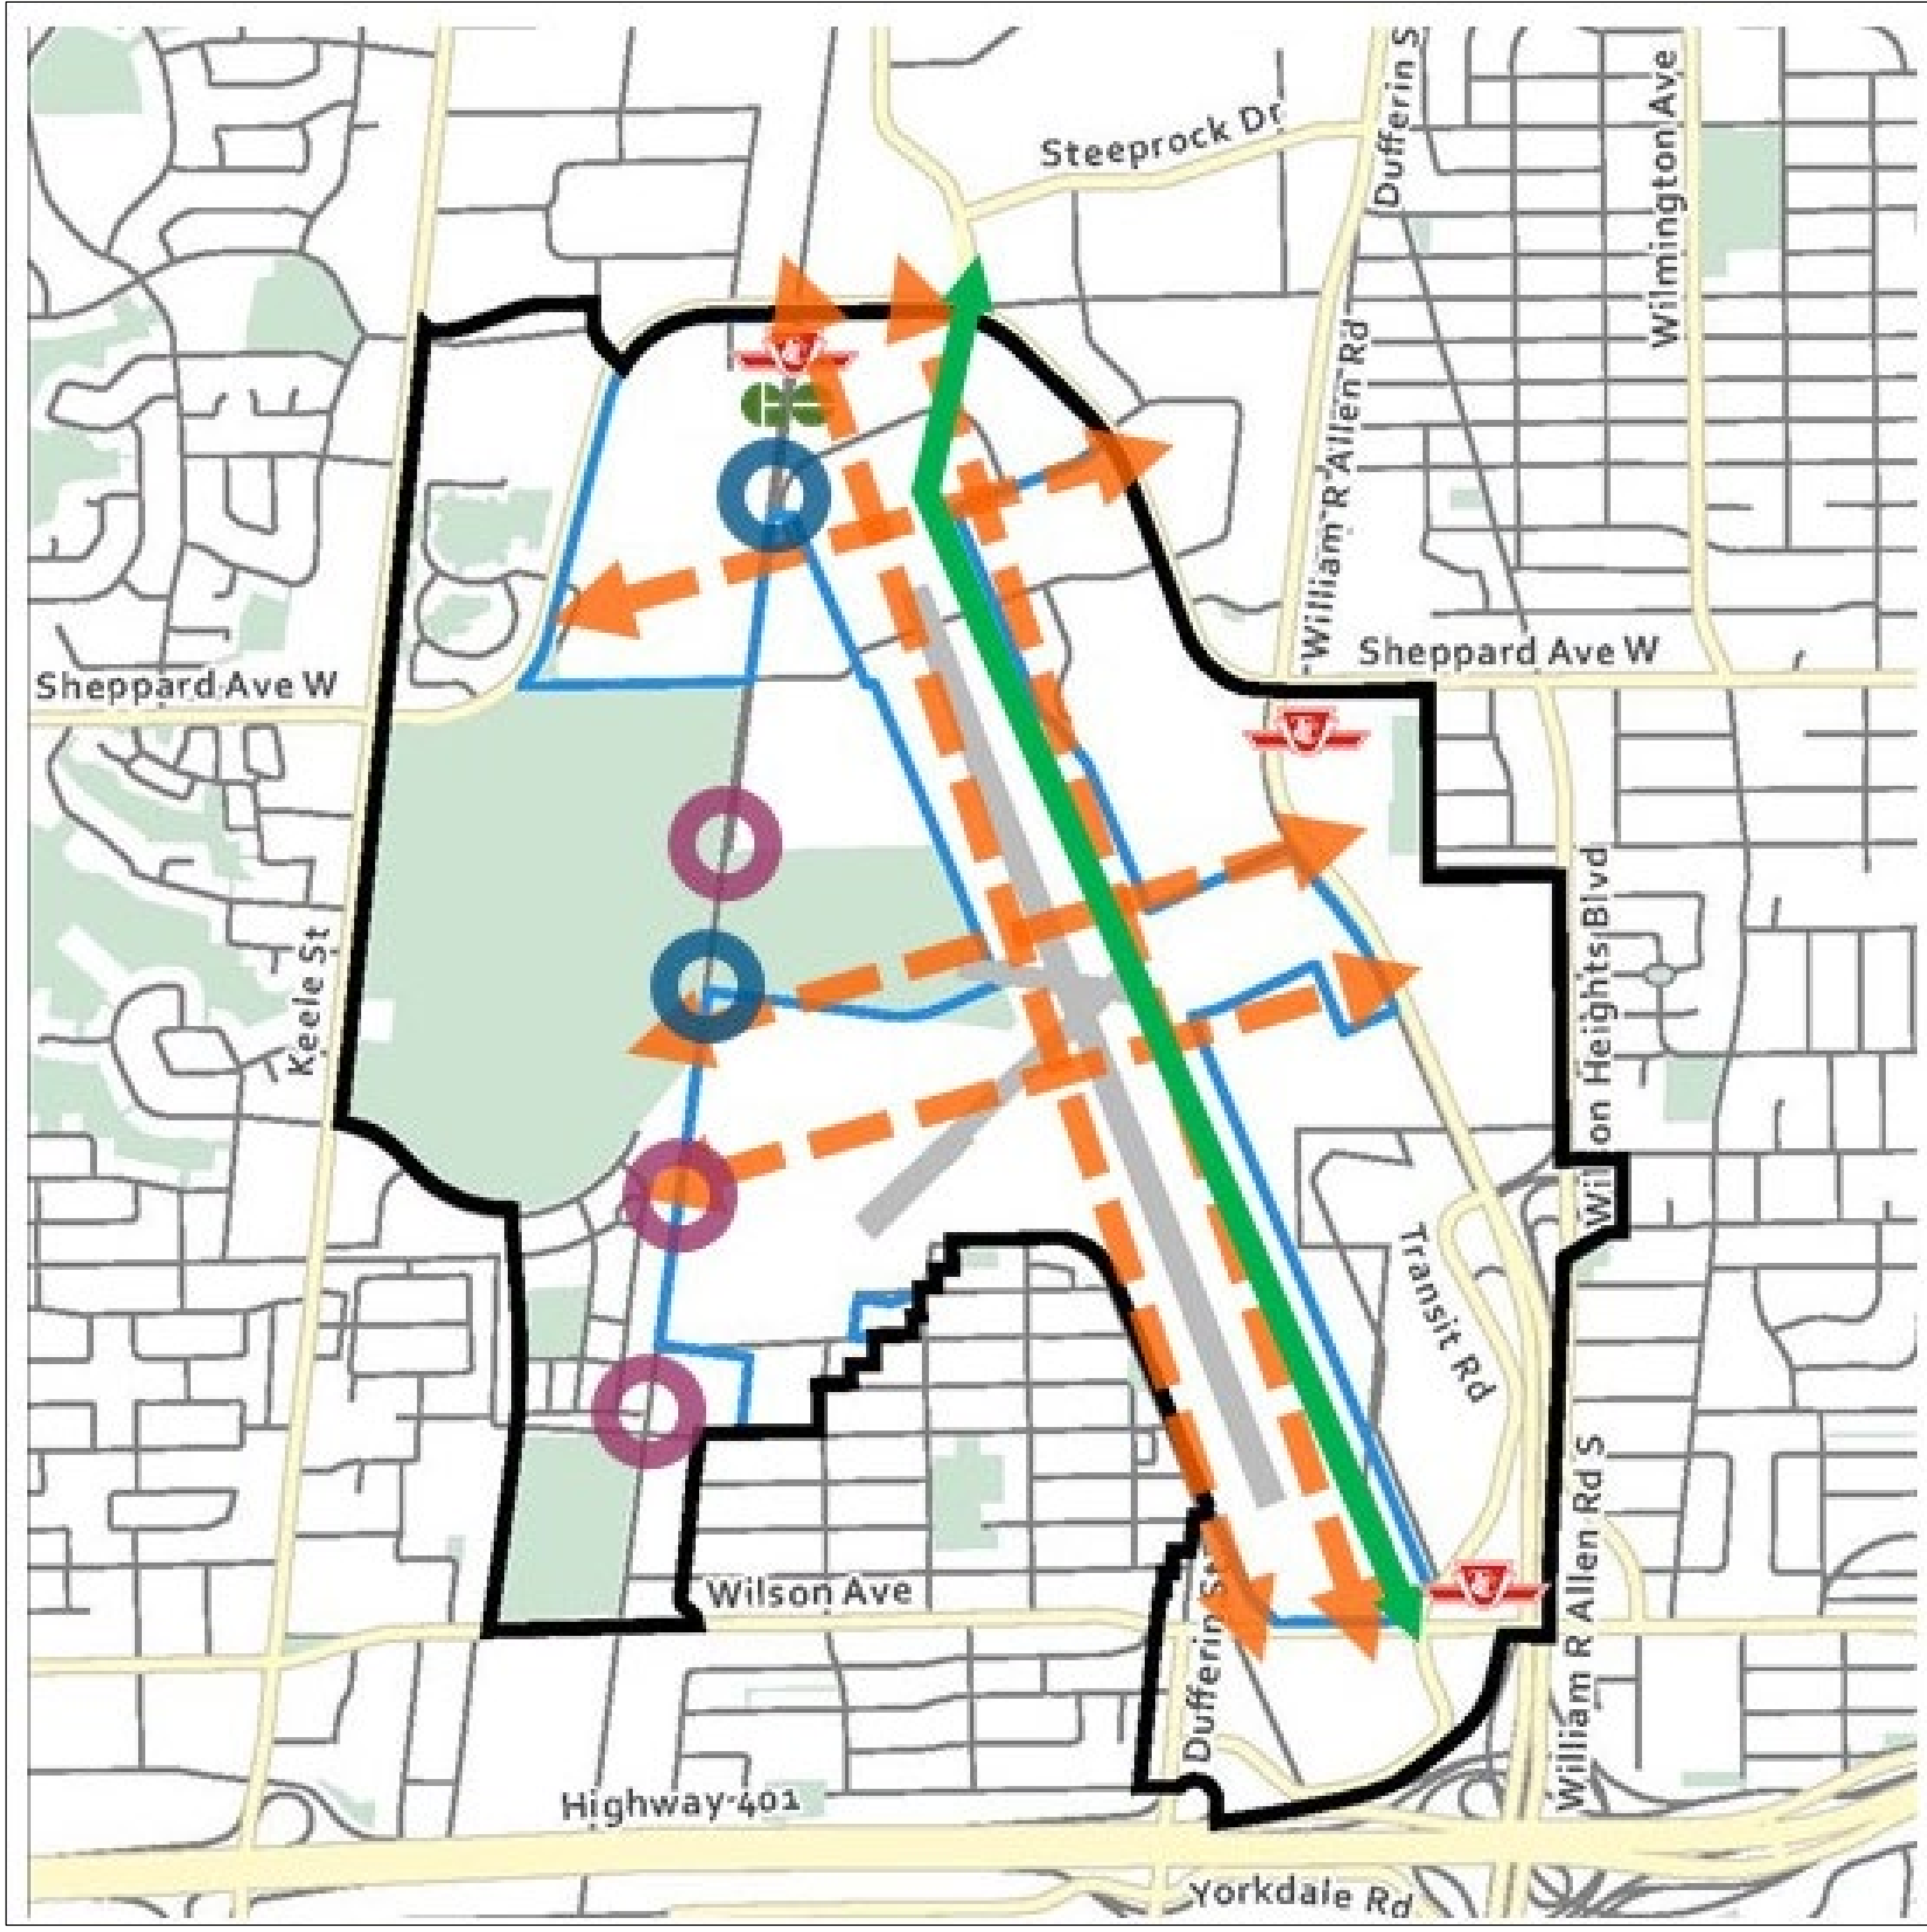 Steeprock Dr
Dufferin S
Wilmington Ave
William R Allen Rd
Sheppard Ave W
Sheppard Ave W
Keele St
Wilson Heights Blvd
Transit Rd
Wilson Ave
Dufferin St
William R Allen Rd S
Highway 401
Yorkdale Rd